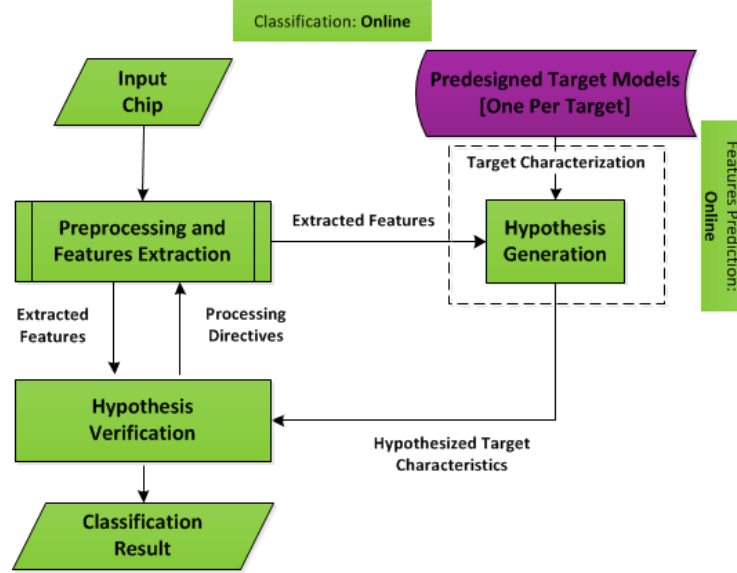 Classification: Online
Input
Chip
Predesigned Target Models
[One Per Target]
Target Characterization
Features Prediction:
Online
Preprocessing and
Features Extraction
Extracted Features
Hypothesis
Generation
Extracted
Features
Processing
Directives
Hypothesis
Verification
Hypothesized Target
Characteristics
Classification
Result